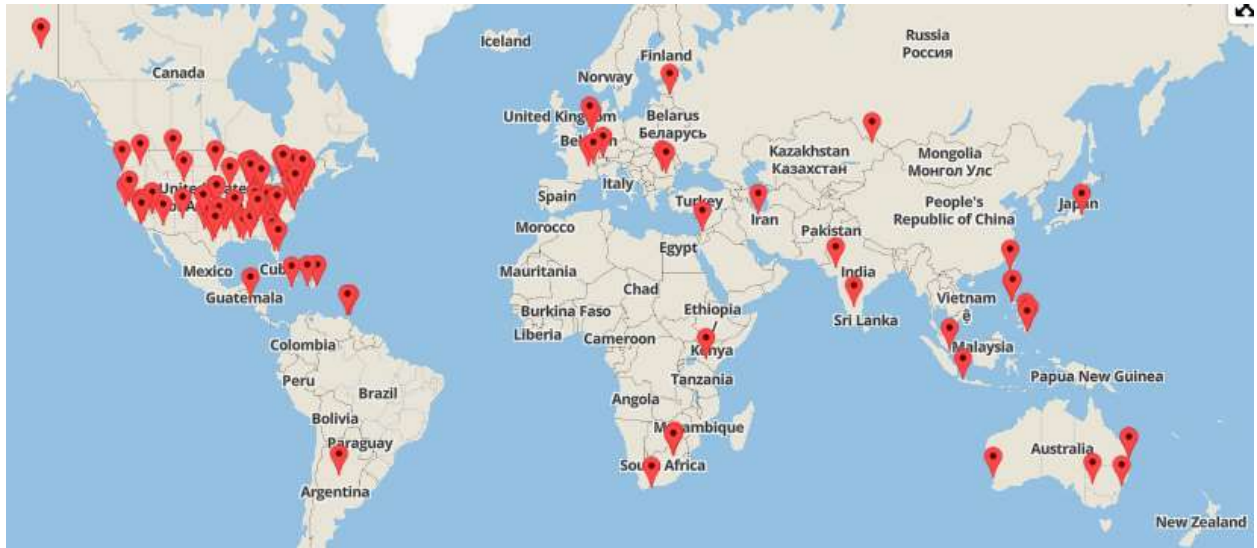 Iceland
Russia
Россия
Finland
Norway
Canada
United Kingdom
Belarus
Беларусь
Kazakhstan
Казахстан
Mongolia
Монгол Улс
Italy
Spain
Turkey
Iran
People's
Republic of China
Japan
Morocco
Pakistan
Egypt
Mexico
Cuba
Mauritania
India
Guatemala
Chad
Vietnam
ệ
Burkina Faso
Ethiopia
Sri Lanka
Liberia
Cameroon
Colombia
Kenya
Malaysia
Peru
Tanzania
Papua New Guinea
Brazil
Angola
Bolivia
Mozambique
Paraguay
Australia
South Africa
Argentina
New Zealand